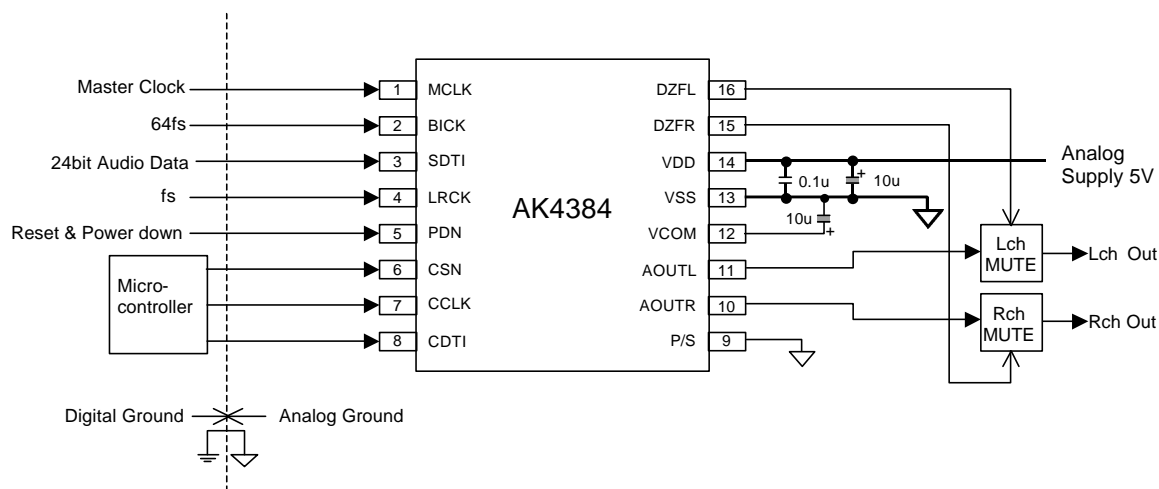 Master Clock
1
MCLK
DZFL
16
64fs
2
BICK
DZFR
15
24bit Audio Data
3
SDTI
VDD
14
Analog
Supply 5V
0.1u
10u
fs
4
LRCK
AK4384
VSS
13
10u
Reset & Power down
5
PDN
VCOM
12
Lch
MUTE
Lch Out
Micro-
controller
6
CSN
AOUTL
11
7
CCLK
AOUTR
10
Rch
MUTE
Rch Out
8
CDTI
P/S
9
Digital Ground
Analog Ground
+
+